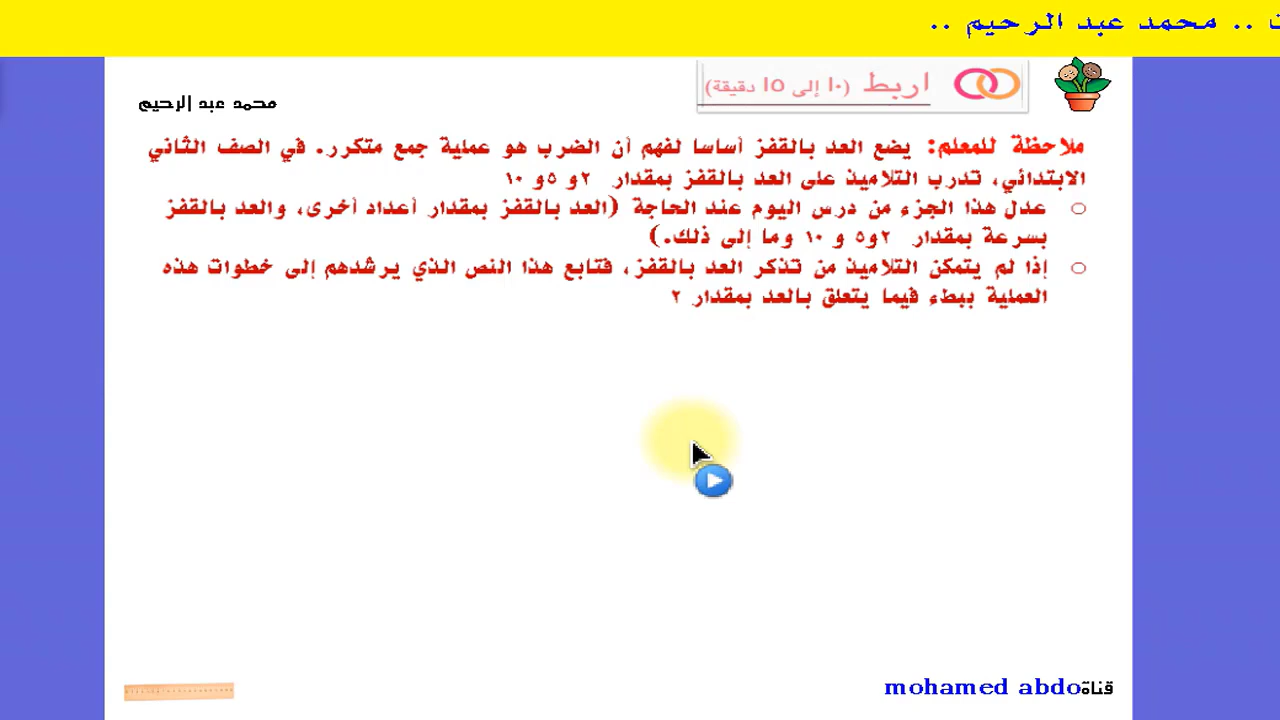 .. محمد عبد الرحيم ..
اربط (١٠ إلى ١٥ دقيقة)
محمد عبد الرحيم
ملاحظة للمعلم: يضع العد بالقفز أساسا لفهم أن الضرب هو عملية جمع متكرر. في الصف الثاني
الابتدائي، تدرب التلاميذ على العد بالقفز بمقدار ٢ و ٥و ١٠
○ عدل هذا الجزء من درس اليوم عند الحاجة (العد بالقفز بمقدار أعداد أخرى، والعد بالقفز
بسرعة بمقدار ٢و٥ و ١٠ وما إلى ذلك.)
○ إذا لم يتمكن التلاميذ من تذكر العد بالقفز، فتابع هذا النص الذي يرشدهم إلى خطوات هذه
العملية ببطء فيما يتعلق بالعد بمقدار ٢
قناة mohamed abdo